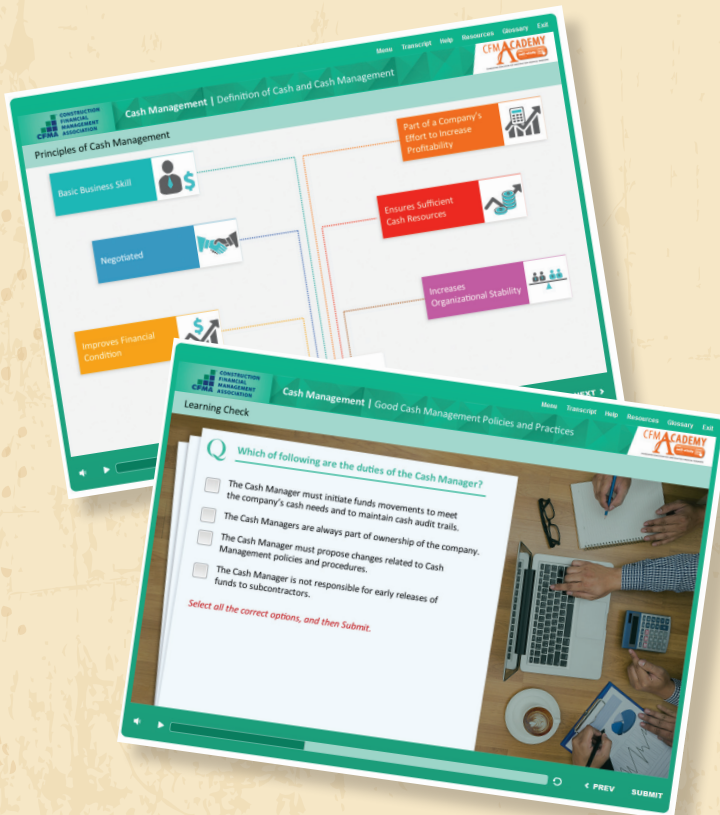 Menu Transcript Help Resources Glossary Exit
CFM ACADEMY
CONSTRUCTION
FINANCIAL
MANAGEMENT
ASSOCIATION
CFMA
Cash Management | Definition of Cash and Cash Management
Principles of Cash Management
Basic Business Skill
Negotiated
Improves Financial
Condition
Part of a Company's
Effort to Increase
Profitability
Ensures Sufficient
Cash Resources
Increases
Organizational Stability
NEXT
Menu Transcript Help Resources Glossary Exit
CFM ACADEMY
CONSTRUCTION
FINANCIAL
MANAGEMENT
ASSOCIATION
CFMA
Cash Management | Good Cash Management Policies and Practices
Learning Check
Q Which of following are the duties of the Cash Manager?
The Cash Manager must initiate funds movements to meet
the company's cash needs and to maintain cash audit trails.
The Cash Managers are always part of ownership of the company.
The Cash Manager must propose changes related to Cash
Management policies and procedures.
The Cash Manager is not responsible for early releases of
funds to subcontractors.
Select all the correct options, and then Submit.
PREV SUBMIT